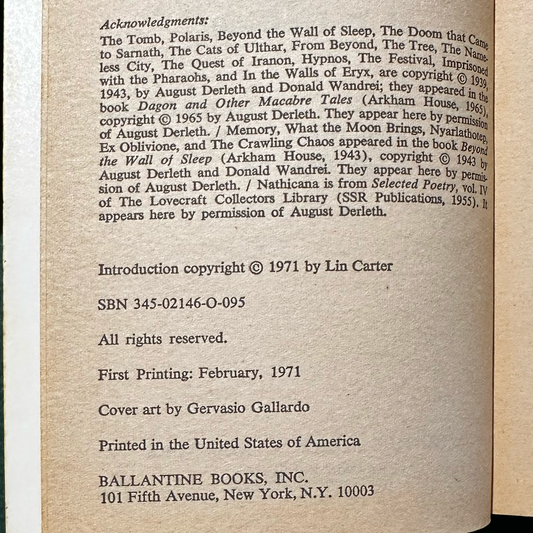 Acknowledgments:
The Tomb, Polaris, Beyond the Wall of Sleep, The Doom that Came
to Sarnath, The Cats of Ulthar, From Beyond, The Tree, The Name-
less City, The Quest of Iranon, Hypnos, The Festival, Imprisoned
with the Pharaohs, and In the Walls of Eryx, are copyright © 1939,
1943, by August Derleth and Donald Wandrei; they appeared in the
book Dagon and Other Macabre Tales (Arkham House, 1965),
copyright © 1965 by August Derleth. They appear here by permission
of August Derleth. / Memory, What the Moon Brings, Nyarlathotep,
Ex Oblivione, and The Crawling Chaos appeared in the book Beyond
the Wall of Sleep (Arkham House, 1943), copyright © 1943 by
August Derleth and Donald Wandrei. They appear here by permis-
sion of August Derleth. / Nathicana is from Selected Poetry, vol. IV
of The Lovecraft Collectors Library (SSR Publications, 1955). It
appears here by permission of August Derleth.
Introduction copyright © 1971 by Lin Carter
SBN 345-02146-O-095
All rights reserved.
First Printing: February, 1971
Cover art by Gervasio Gallardo
Printed in the United States of America
BALLANTINE BOOKS, INC.
101 Fifth Avenue, New York, N.Y. 10003